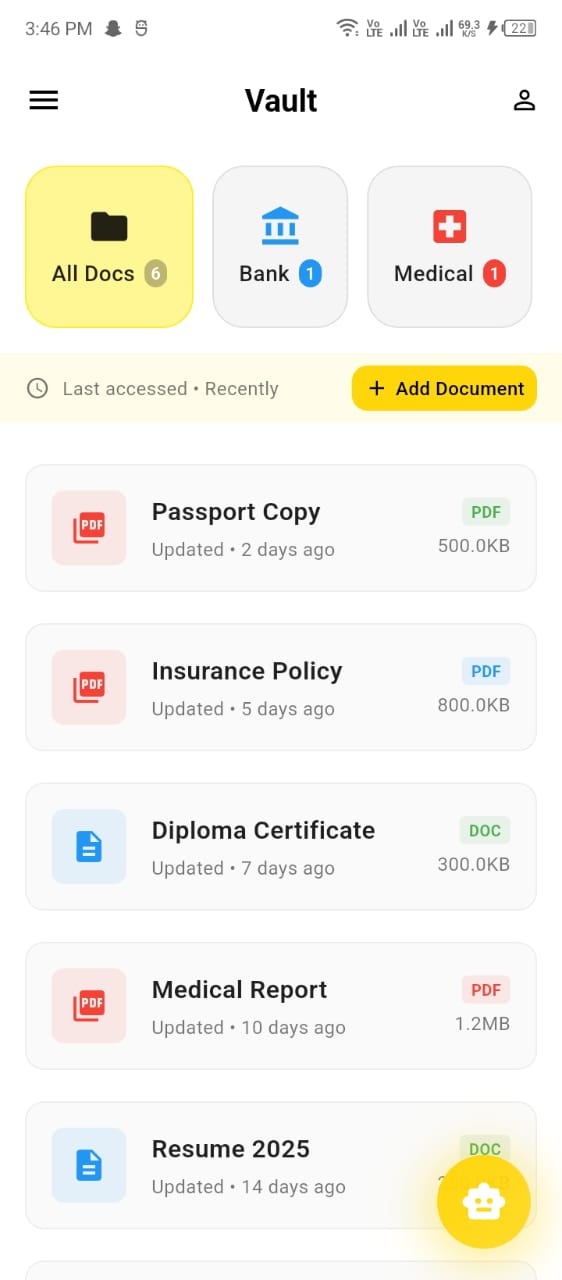 3:46 PM
Vo LTE Vo LTE 69.3 K/S 22
Vault
All Docs 6
Bank 1
Medical 1
Last accessed • Recently
+ Add Document
PDF
Passport Copy
PDF
Updated • 2 days ago
500.0KB
PDF
Insurance Policy
PDF
Updated • 5 days ago
800.0KB
Diploma Certificate
DOC
Updated • 7 days ago
300.0KB
PDF
Medical Report
PDF
Updated • 10 days ago
1.2MB
Resume 2025
DOC
Updated • 14 days ago